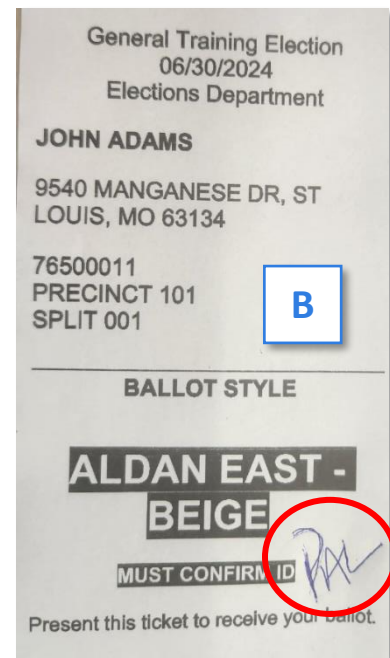 General Training Election
06/30/2024
Elections Department
JOHN ADAMS
9540 MANGANESE DR, ST
LOUIS, MO 63134
76500011
PRECINCT 101
SPLIT 001
B
BALLOT STYLE
ALDAN EAST -
BEIGE
MUST CONFIRM ID
Present this ticket to receive your ballot.